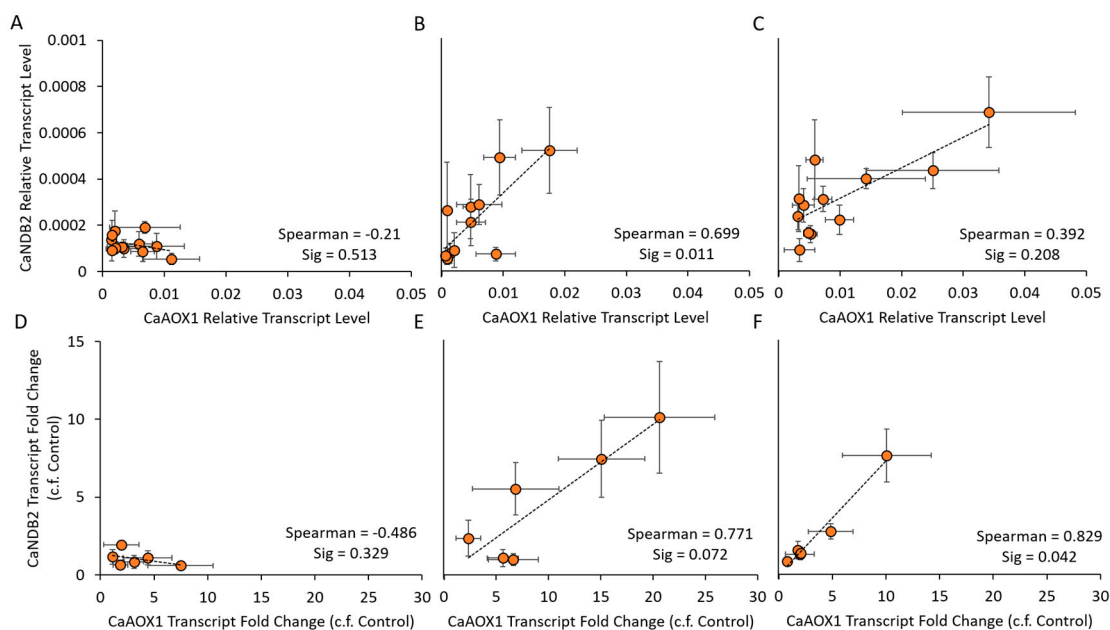 A
B
C
CaNDB2 Relative Transcript Level
0.001
0.0008
0.0006
0.0004
0.0002
0
Spearman = -0.21
Sig = 0.513
Spearman = 0.699
Sig = 0.011
Spearman = 0.392
Sig = 0.208
0 0.01 0.02 0.03 0.04 0.05
0 0.01 0.02 0.03 0.04 0.05
0 0.01 0.02 0.03 0.04 0.05
CaAOX1 Relative Transcript Level
CaAOX1 Relative Transcript Level
CaAOX1 Relative Transcript Level
D
E
F
CaNDB2 Transcript Fold Change
(c.f. Control)
15
10
5
0
Spearman = -0.486
Sig = 0.329
Spearman = 0.771
Sig = 0.072
Spearman = 0.829
Sig = 0.042
0 5 10 15 20 25 30
0 5 10 15 20 25 30
0 5 10 15 20 25 30
CaAOX1 Transcript Fold Change (c.f. Control)
CaAOX1 Transcript Fold Change (c.f. Control)
CaAOX1 Transcript Fold Change (c.f. Control)